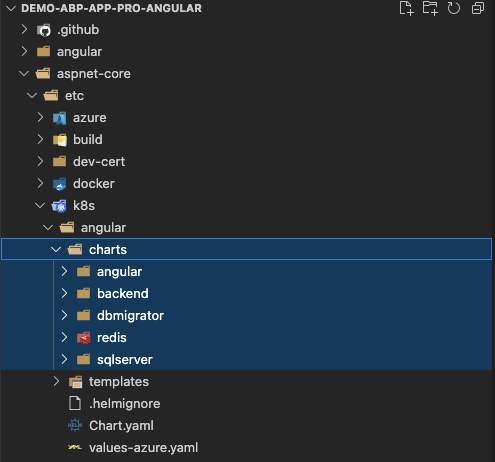 DEMO-ABP-APP-PRO-ANGULAR
.github
angular
aspnet-core
etc
azure
build
dev-cert
docker
k8s
angular
charts
angular
backend
dbmigrator
redis
sqlserver
templates
.helmignore
Chart.yaml
values-azure.yaml